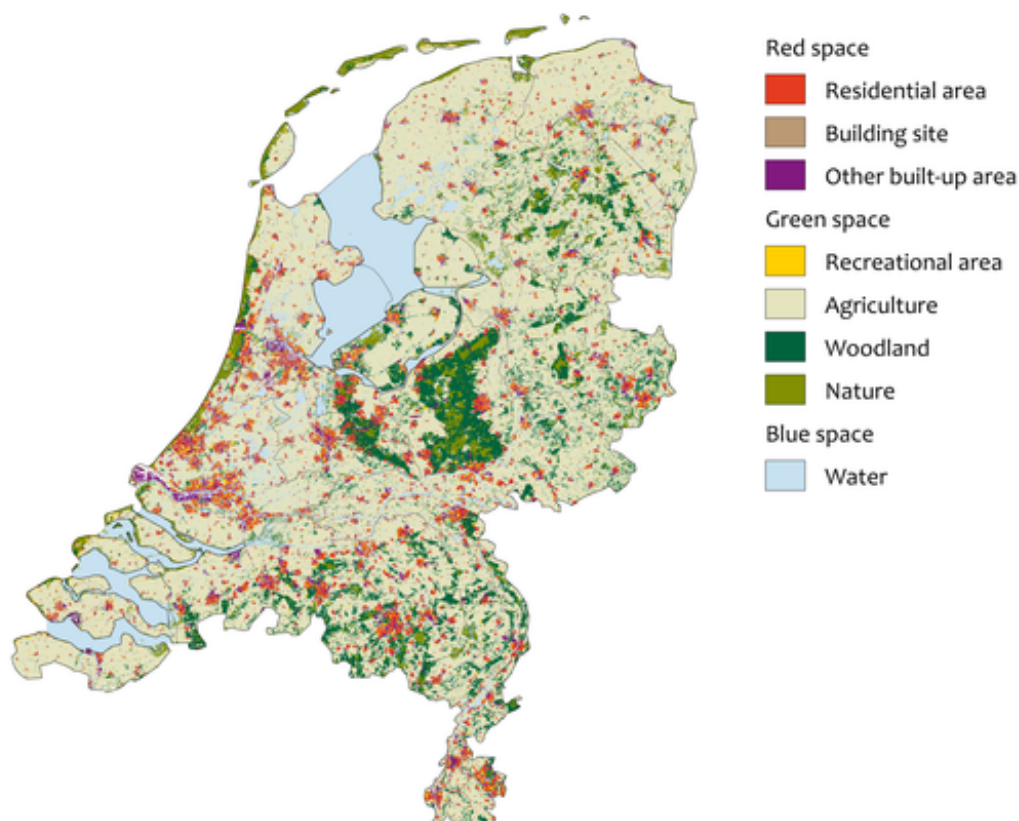 Red space
Residential area
Building site
Other built-up area
Green space
Recreational area
Agriculture
Woodland
Nature
Blue space
Water